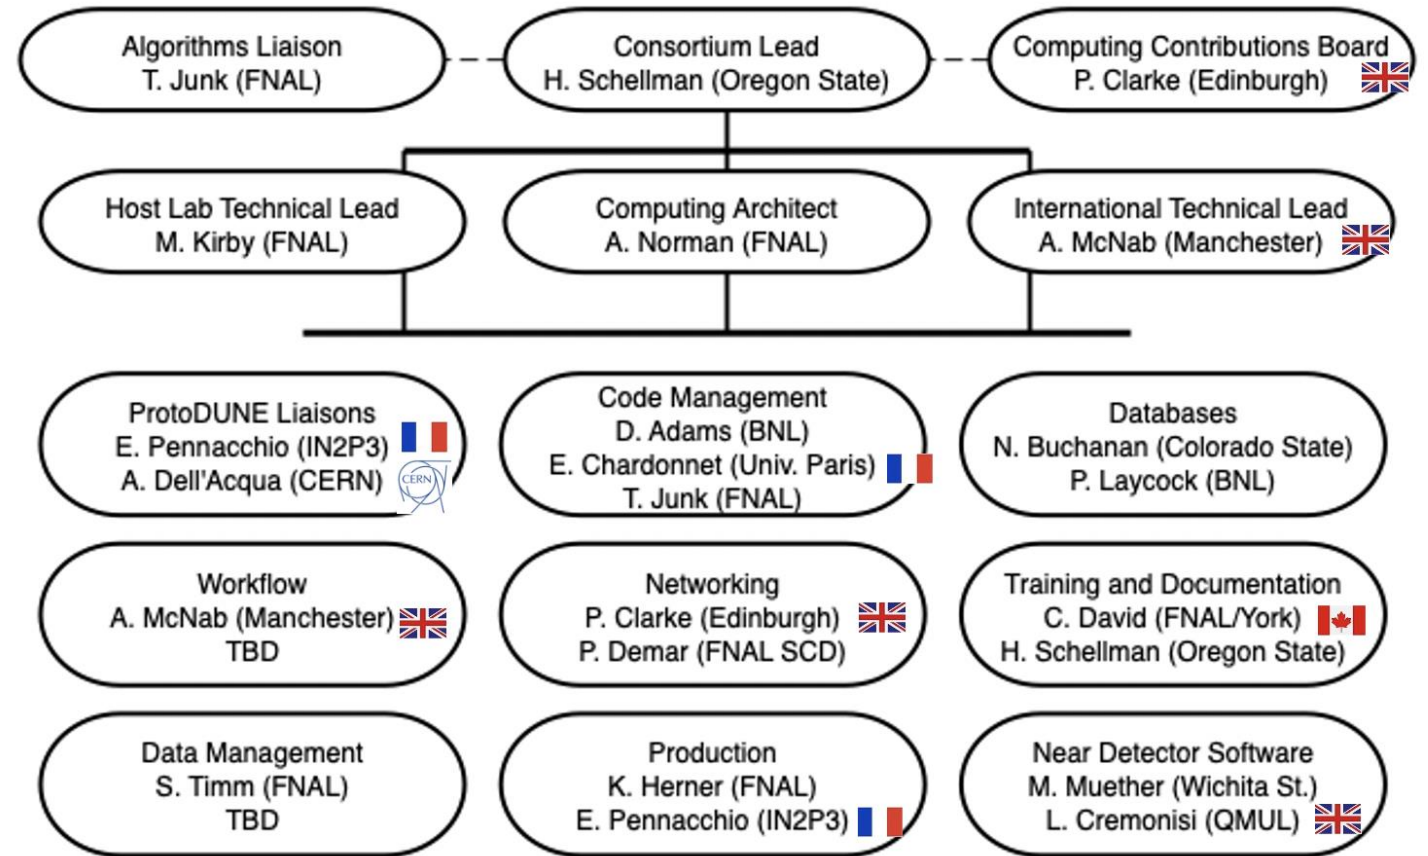 Algorithms Liaison
T. Junk (FNAL)
Consortium Lead
H. Schellman (Oregon State)
Computing Contributions Board
P. Clarke (Edinburgh)
Host Lab Technical Lead
M. Kirby (FNAL)
Computing Architect
A. Norman (FNAL)
International Technical Lead
A. McNab (Manchester)
ProtoDUNE Liaisons
E. Pennacchio (IN2P3)
A. Dell'Acqua (CERN)
CERN
Code Management
D. Adams (BNL)
E. Chardonnet (Univ. Paris)
T. Junk (FNAL)
Databases
N. Buchanan (Colorado State)
P. Laycock (BNL)
Workflow
A. McNab (Manchester)
TBD
Networking
P. Clarke (Edinburgh)
P. Demar (FNAL SCD)
Training and Documentation
C. David (FNAL/York)
H. Schellman (Oregon State)
Data Management
S. Timm (FNAL)
TBD
Production
K. Herner (FNAL)
E. Pennacchio (IN2P3)
Near Detector Software
M. Muether (Wichita St.)
L. Cremonisi (QMUL)